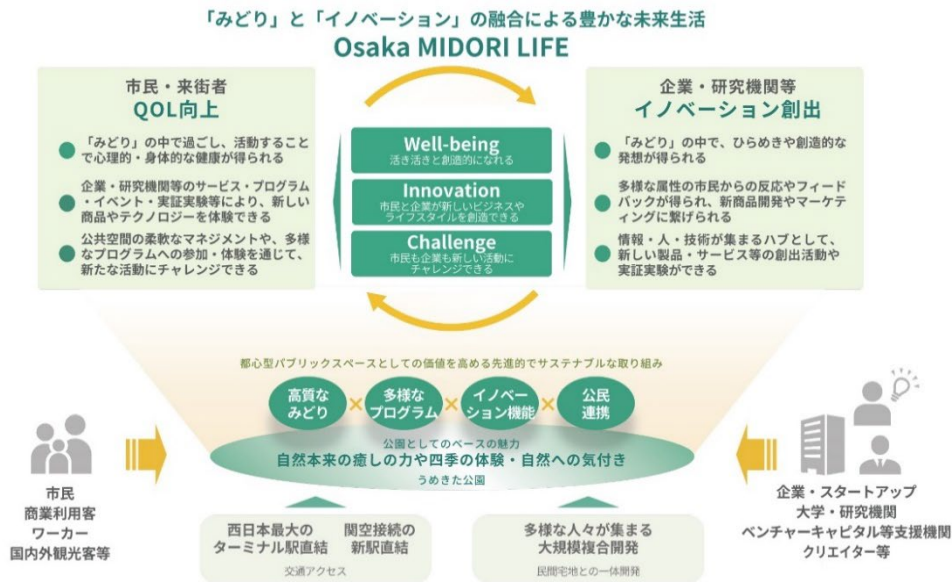 「みどり」と「イノベーション」の融合による豊かな未来生活
Osaka MIDORI LIFE
市民・来街者
QOL向上
「みどり」の中で過ごし、活動すること
で心理的・身体的な健康が得られる
企業・研究機関等のサービス・プログラム
・イベント・実証実験等により、新しい
商品やテクノロジーを体験できる
公共空間の柔軟なマネジメントや、多様
なプログラムへの参加・体験を通じて、
新たな活動にチャレンジできる
Well-being
活き活きと創造的になれる
Innovation
市民と企業が新しいビジネスや
ライフスタイルを創造できる
Challenge
市民も企業も新しい活動に
チャレンジできる
企業・研究機関等
イノベーション創出
「みどり」の中で、ひらめきや創造的な
発想が得られる
多様な属性の市民からの反応やフィード
バックが得られ、新商品開発やマーケ
ティングに繋げられる
情報・人・技術が集まるハブとして、
新しい製品・サービス等の創出活動や
実証実験ができる
都心型パブリックスペースとしての価値を高める先進的でサステナブルな取り組み
高質な
みどり
×
多様な
プログラム
×
イノベー
ション機能
×
公民
連携
公園としてのベースの魅力
自然本来の癒しの力や四季の体験・自然への気付き
うめきた公園
市民
商業利用客
ワーカー
国内外観光客等
西日本最大の
ターミナル駅直結
関空接続の
新駅直結
交通アクセス
多様な人々が集まる
大規模複合開発
民間宅地との一体開発
企業・スタートアップ
大学・研究機関
ベンチャーキャピタル等支援機関
クリエイター等